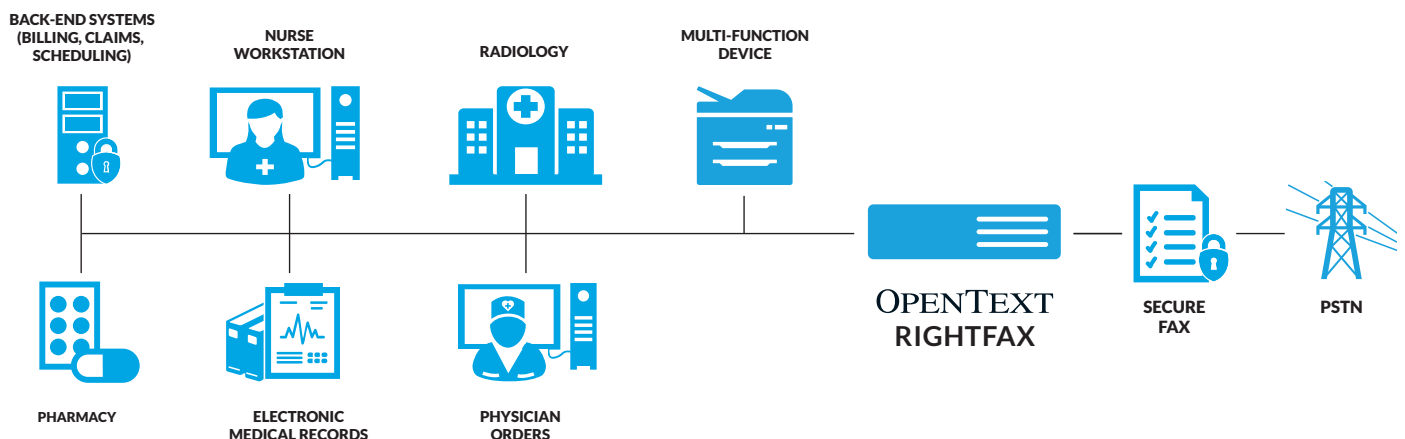 BACK-END SYSTEMS
(BILLING, CLAIMS,
SCHEDULING)
NURSE
WORKSTATION
RADIOLOGY
MULTI-FUNCTION
DEVICE
OPENTEXT
RIGHTFAX
SECURE
FAX
PSTN
PHARMACY
ELECTRONIC
MEDICAL RECORDS
PHYSICIAN
ORDERS